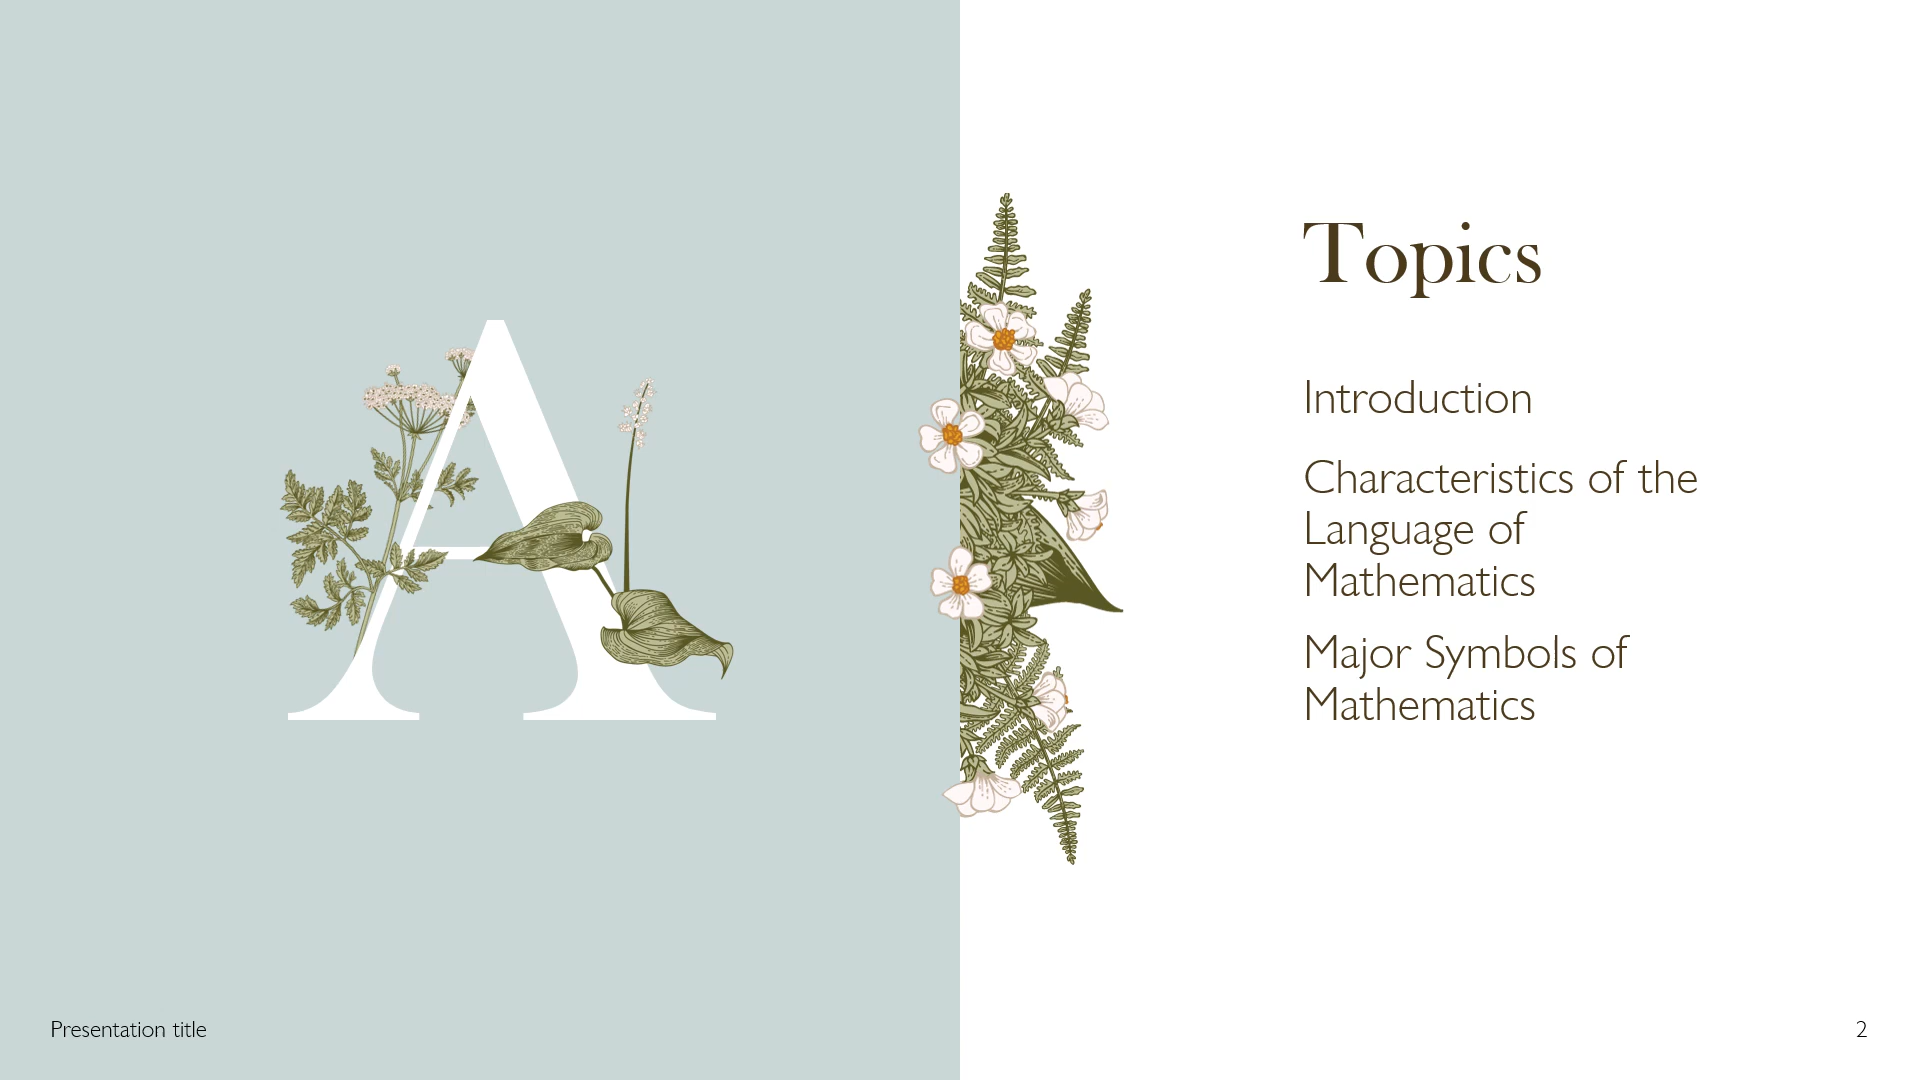 A
Topics
Introduction
Characteristics of the
Language of
Mathematics
Major Symbols of
Mathematics
Presentation title
2